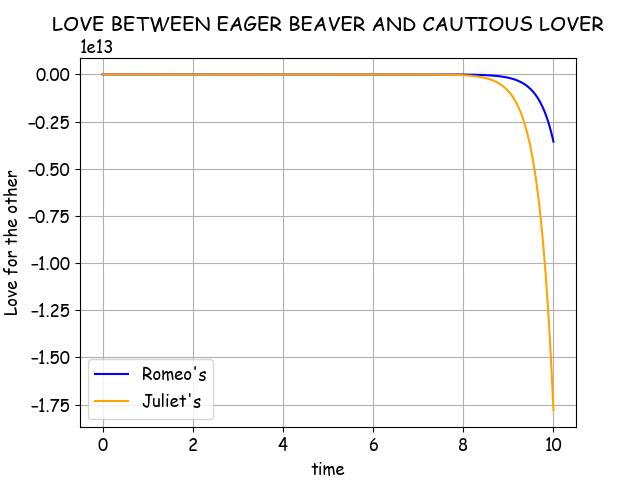 LOVE BETWEEN EAGER BEAVER AND CAUTIOUS LOVER
1e13
0.00
-0.25
-0.50
-0.75
-1.00
-1.25
-1.50
-1.75
Love for the other
Romeo's
Juliet's
0 2 4 6 8 10
time